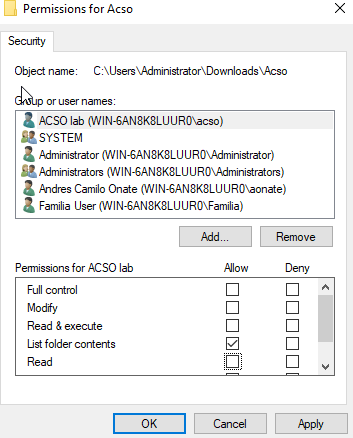 Permissions for Acso
Security
Object name: C:\Users\Administrator\Downloads\Acso
Group or user names:
ACSO lab (WIN-6AN8K8LUUR0\acso)
SYSTEM
Administrator (WIN-6AN8K8LUUR0\Administrator)
Administrators (WIN-6AN8K8LUUR0\Administrators)
Andres Camilo Onate (WIN-6AN8K8LUUR0\aonate)
Familia User (WIN-6AN8K8LUUR0\Familia)
Add... Remove
Permissions for ACSO lab Allow Deny
Full control
Modify
Read & execute
List folder contents
Read
OK Cancel Apply